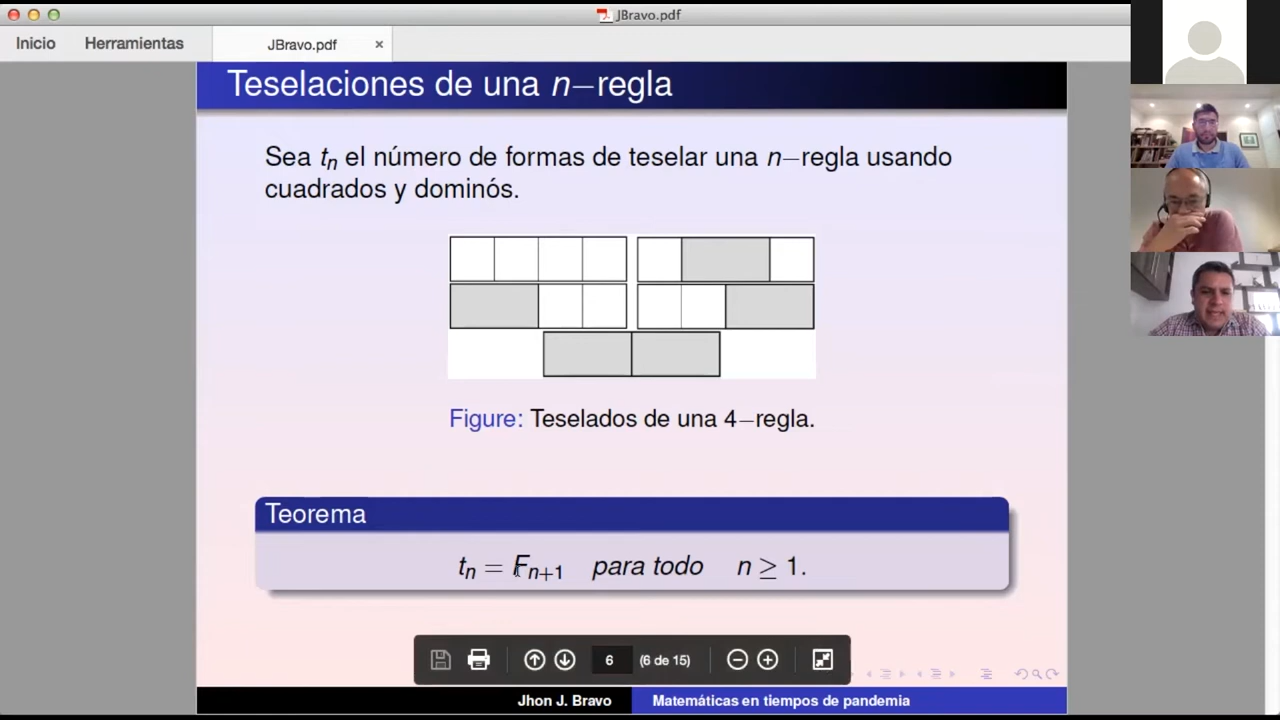 JBravo.pdf
Inicio
Herramientas
JBravo.pdf ×
Teselaciones de una n−regla
Sea tₙ el número de formas de teselar una n−regla usando
cuadrados y dominós.
Figure: Teselados de una 4−regla.
Teorema
tₙ = Fₙ₊₁ para todo n ≥ 1.
6 (6 de 15)
Jhon J. Bravo
Matemáticas en tiempos de pandemia